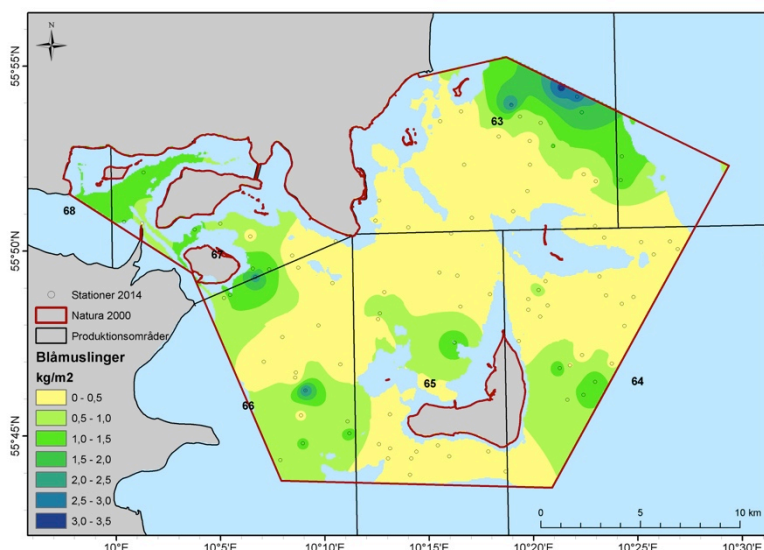 N
55°55'N
63
68
55°50'N
67
Stationer 2014
Natura 2000
Produktionsområder
Blåmuslinger
kg/m2
0 - 0,5
0,5 - 1,0
1,0 - 1,5
1,5 - 2,0
2,0 - 2,5
2,5 - 3,0
3,0 - 3,5
64
65
66
55°45'N
0 5 10 km
10°E 10°5'E 10°10'E 10°15'E 10°20'E 10°25'E 10°30'E